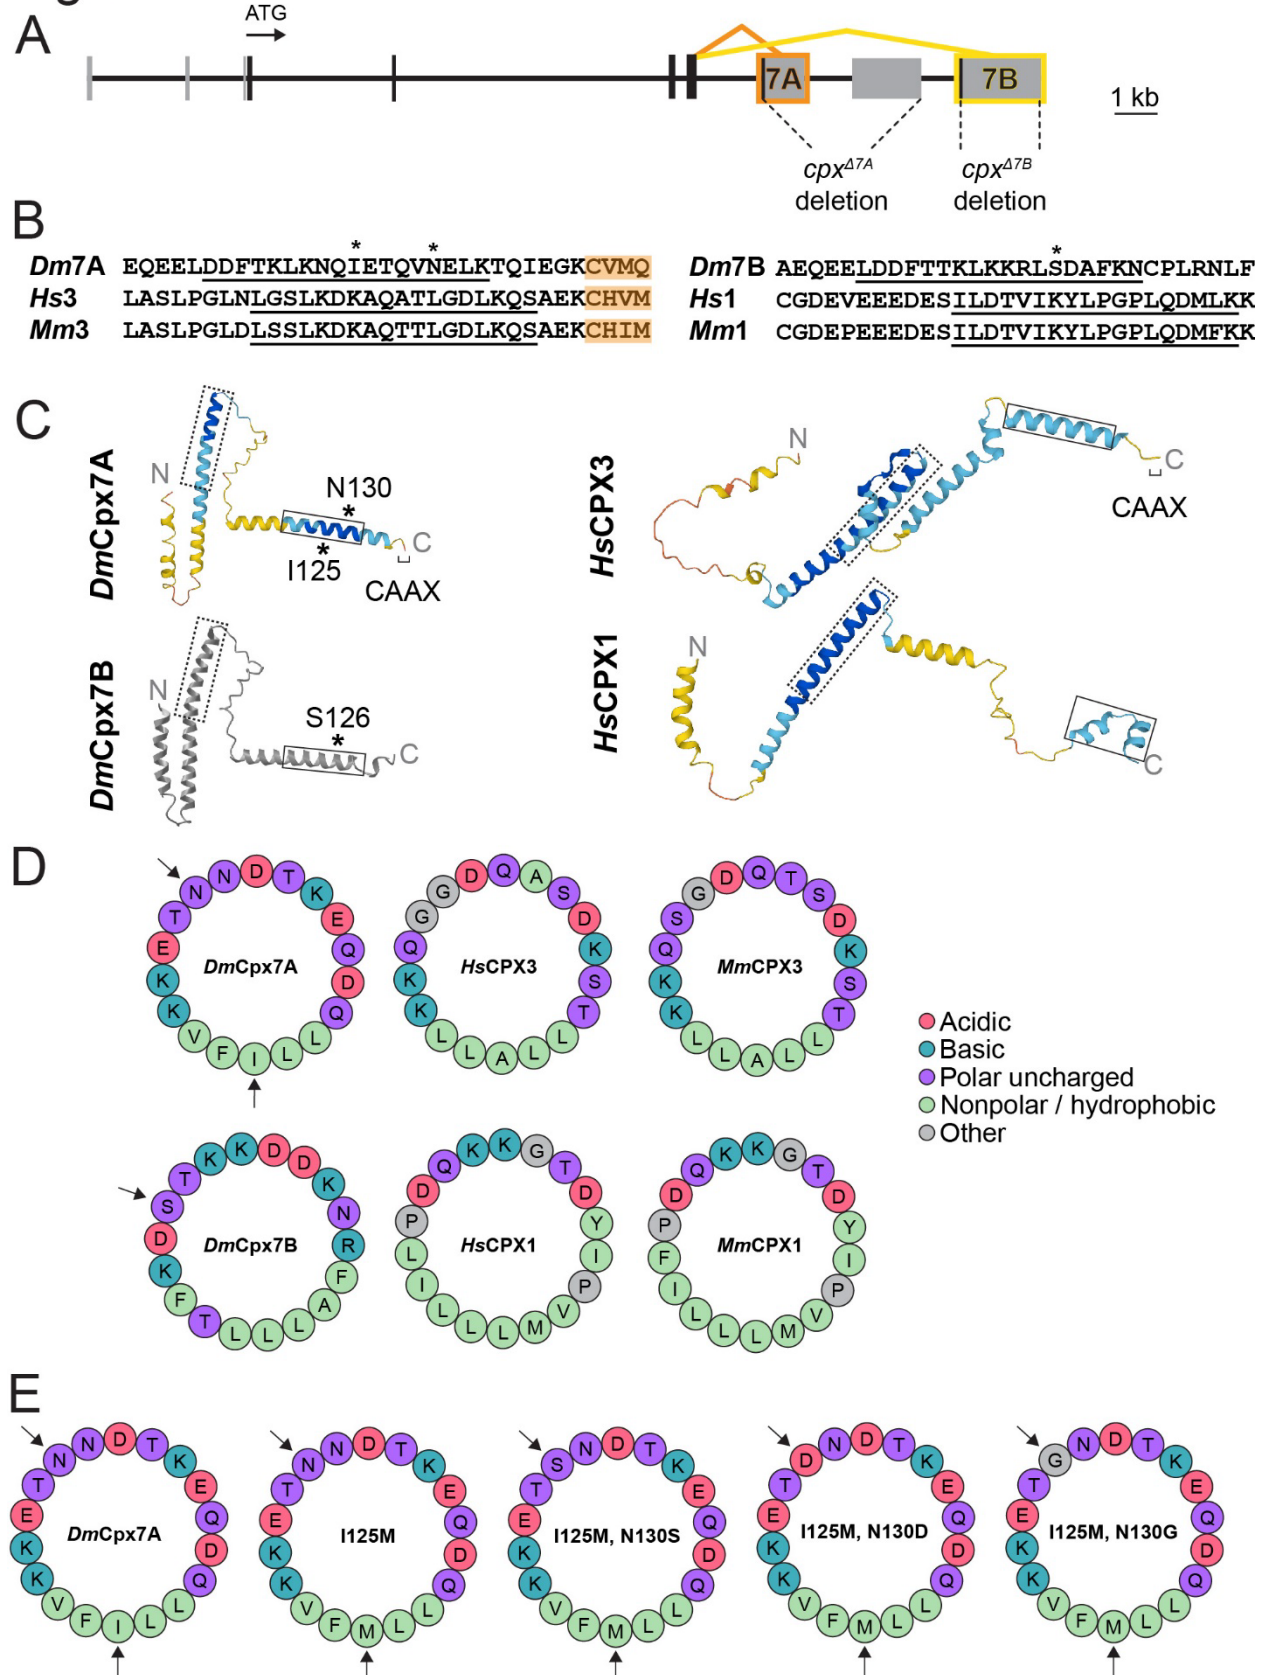 A
ATG
7A
7B
1 kb
cpxΔ7A
deletion
cpxΔ7B
deletion
B
Dm7A EQEELDDFTKLKNQIETQVNELKTQIEGKCVMQ
Hs3 LASLPGLNLGSLKDKAQATLGDLKQSAEKCHVM
Mm3 LASLPGLDLSSLKDKAQTTLGDLKQSAEKCHIM
* *
Dm7B AEQEELDDFTTKLKKRLSDAFKNCPLRNLF
Hs1 CGDEVEEEDESILDTVIKYLPGPLQDMLKK
Mm1 CGDEPEEEDESILDTVIKYLPGPLQDMFKK
*
C
DmCpx7A
N
N130
*
*
I125
C
CAAX
HsCPX3
N
C
CAAX
DmCpx7B
N
S126
*
C
HsCPX1
N
C
D
N N D T K E Q D Q L L I F V K K E T
DmCpx7A
G G D Q A S D K S T L L A L L K K Q
HsCPX3
S G D Q T S D K S T L L A L L K K Q
MmCPX3
Acidic
Basic
Polar uncharged
Nonpolar / hydrophobic
Other
S T K K D D K N R F A L L L T F K D
DmCpx7B
D Q K K G T D Y I P V M L L L I L P
HsCPX1
D Q K K G T D Y I P V M L L L I F P
MmCPX1
E
N N D T K E Q D Q L L I F V K K E T
DmCpx7A
N N D T K E Q D Q L L M F V K K E T
I125M
S N D T K E Q D Q L L M F V K K E T
I125M, N130S
D N D T K E Q D Q L L M F V K K E T
I125M, N130D
G N D T K E Q D Q L L M F V K K E T
I125M, N130G